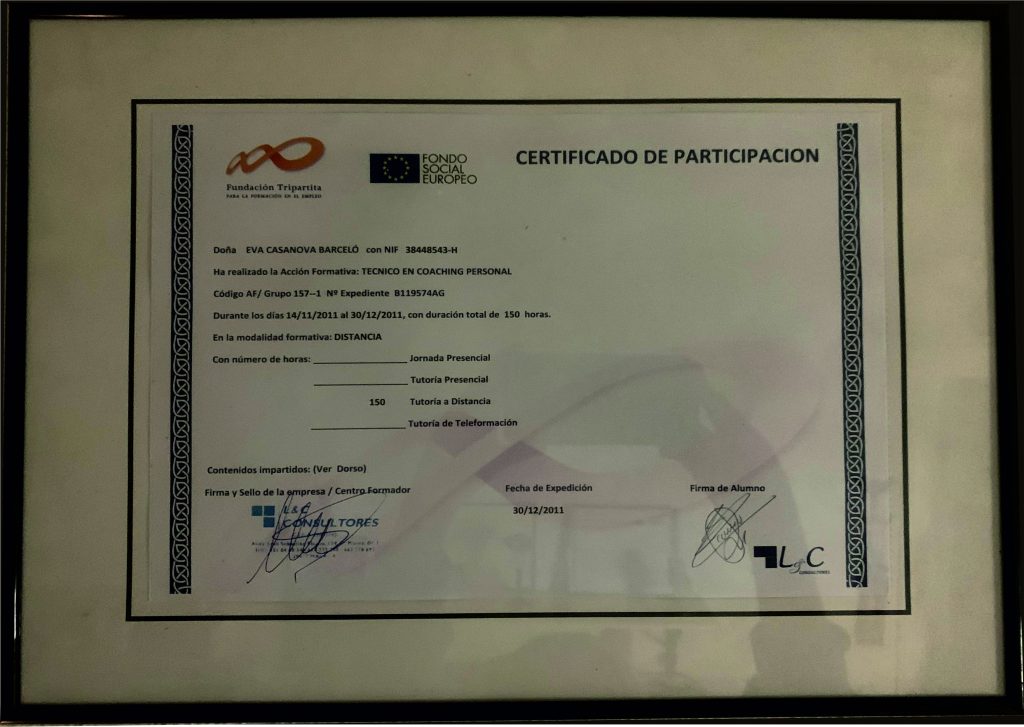 Fundación Tripartita
PARA LA FORMACIÓN EN EL EMPLEO
FONDO
SOCIAL
EUROPEO
CERTIFICADO DE PARTICIPACION
Doña EVA CASANOVA BARCELÓ con NIF 38448543-H
Ha realizado la Acción Formativa: TECNICO EN COACHING PERSONAL
Código AF/ Grupo 157--1 Nº Expediente B119574AG
Durante los días 14/11/2011 al 30/12/2011, con duración total de 150 horas.
En la modalidad formativa: DISTANCIA
Con número de horas: ____________________ Jornada Presencial
____________________ Tutoría Presencial
150 Tutoría a Distancia
____________________ Tutoría de Teleformación
Contenidos impartidos: (Ver Dorso)
Firma y Sello de la empresa / Centro Formador
Fecha de Expedición
Firma de Alumno
L&C
CONSULTORES
30/12/2011
L&C
CONSULTORES